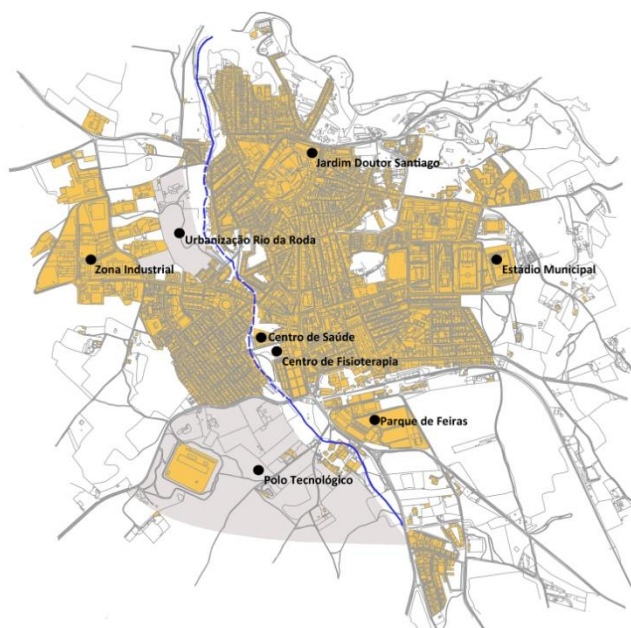 Jardim Doutor Santiago
Urbanização Rio da Roda
Zona Industrial
Estádio Municipal
Centro de Saúde
Centro de Fisioterapia
Parque de Feiras
Polo Tecnológico